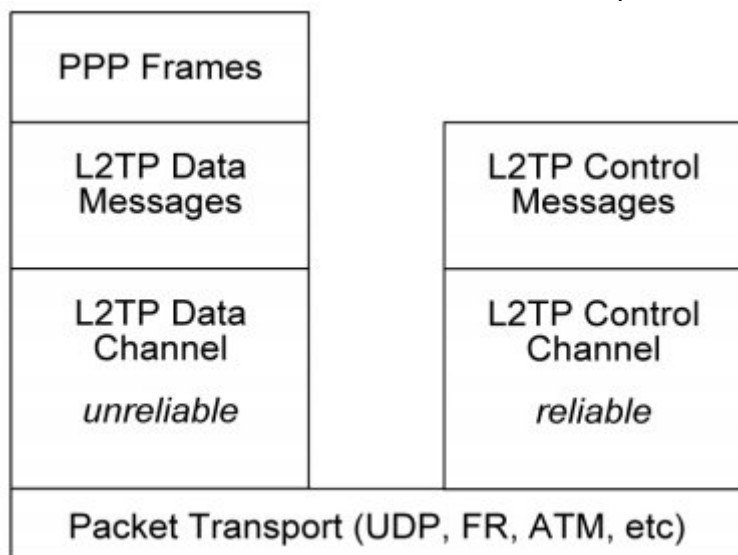 PPP Frames
L2TP Data
Messages
L2TP Control
Messages
L2TP Data
Channel
unreliable
L2TP Control
Channel
reliable
Packet Transport (UDP, FR, ATM, etc)